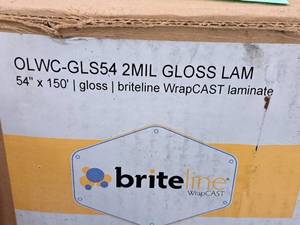 OLWC-GLS54 2MIL GLOSS LAM
54" x 150' | gloss | briteline WrapCAST laminate
briteline
WrapCAST